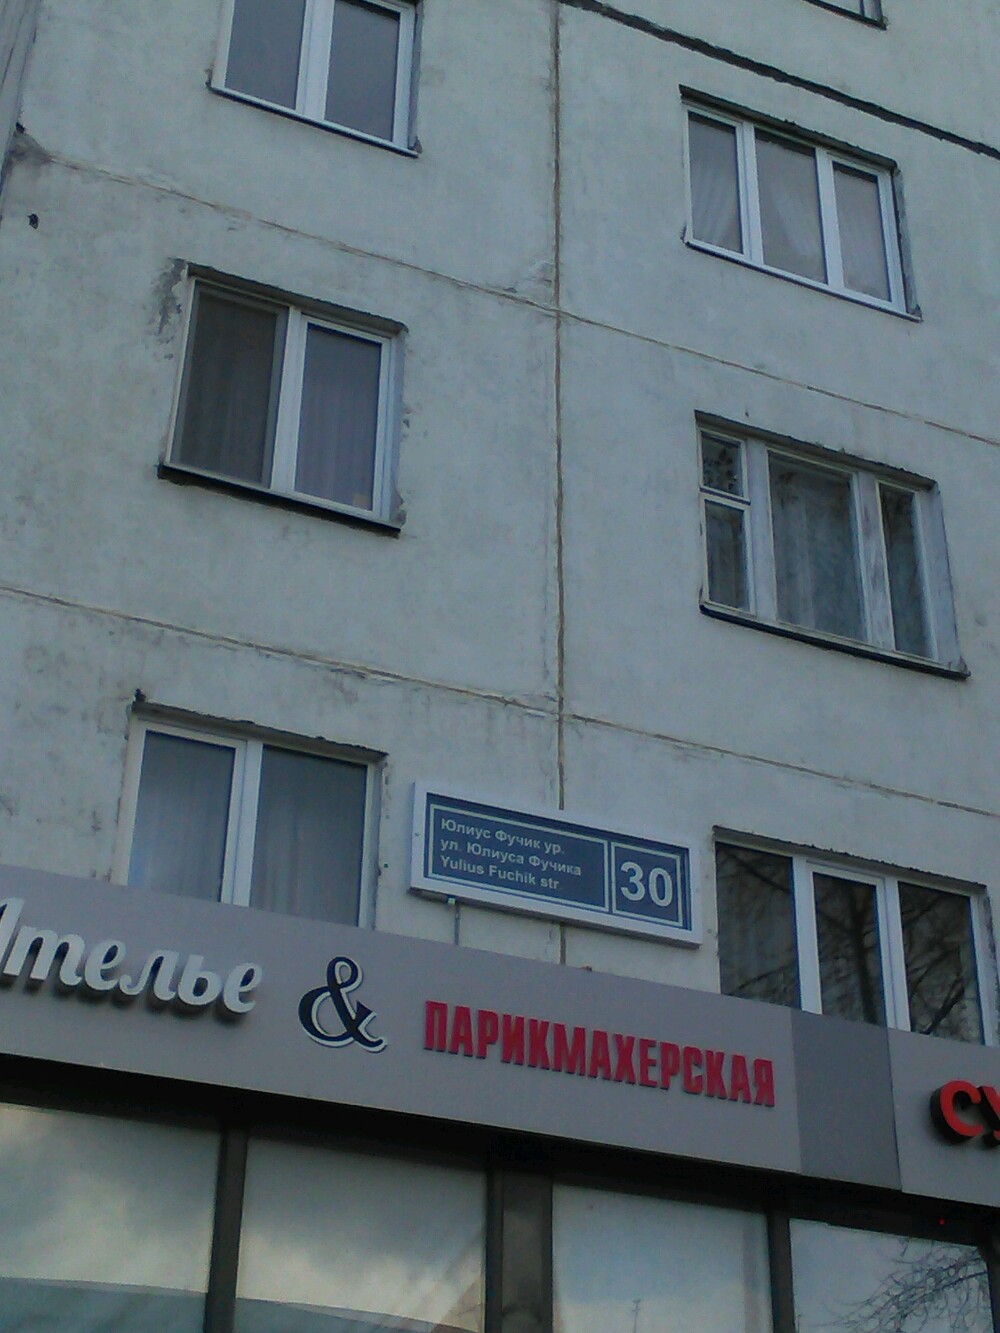 Юлиус Фучик ур.
ул. Юлиуса Фучика
Yulius Fuchik str.
30
Ателье & ПАРИКМАХЕРСКАЯ